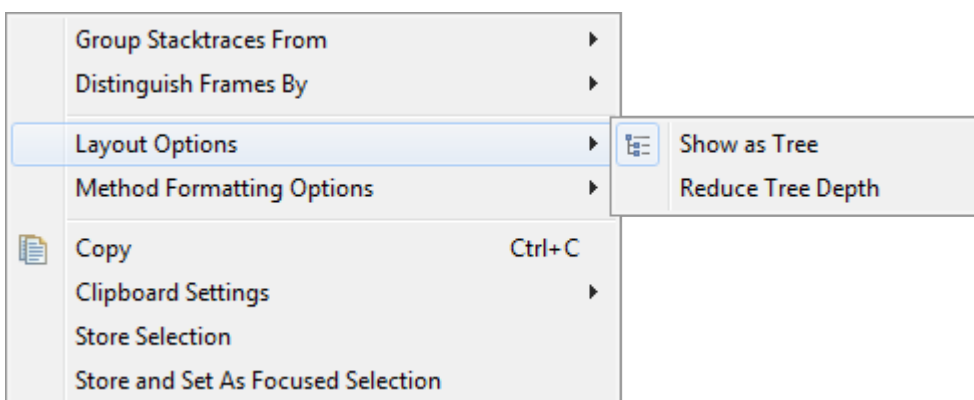 Group Stacktraces From
Distinguish Frames By
Layout Options
Show as Tree
Method Formatting Options
Reduce Tree Depth
Copy Ctrl+C
Clipboard Settings
Store Selection
Store and Set As Focused Selection